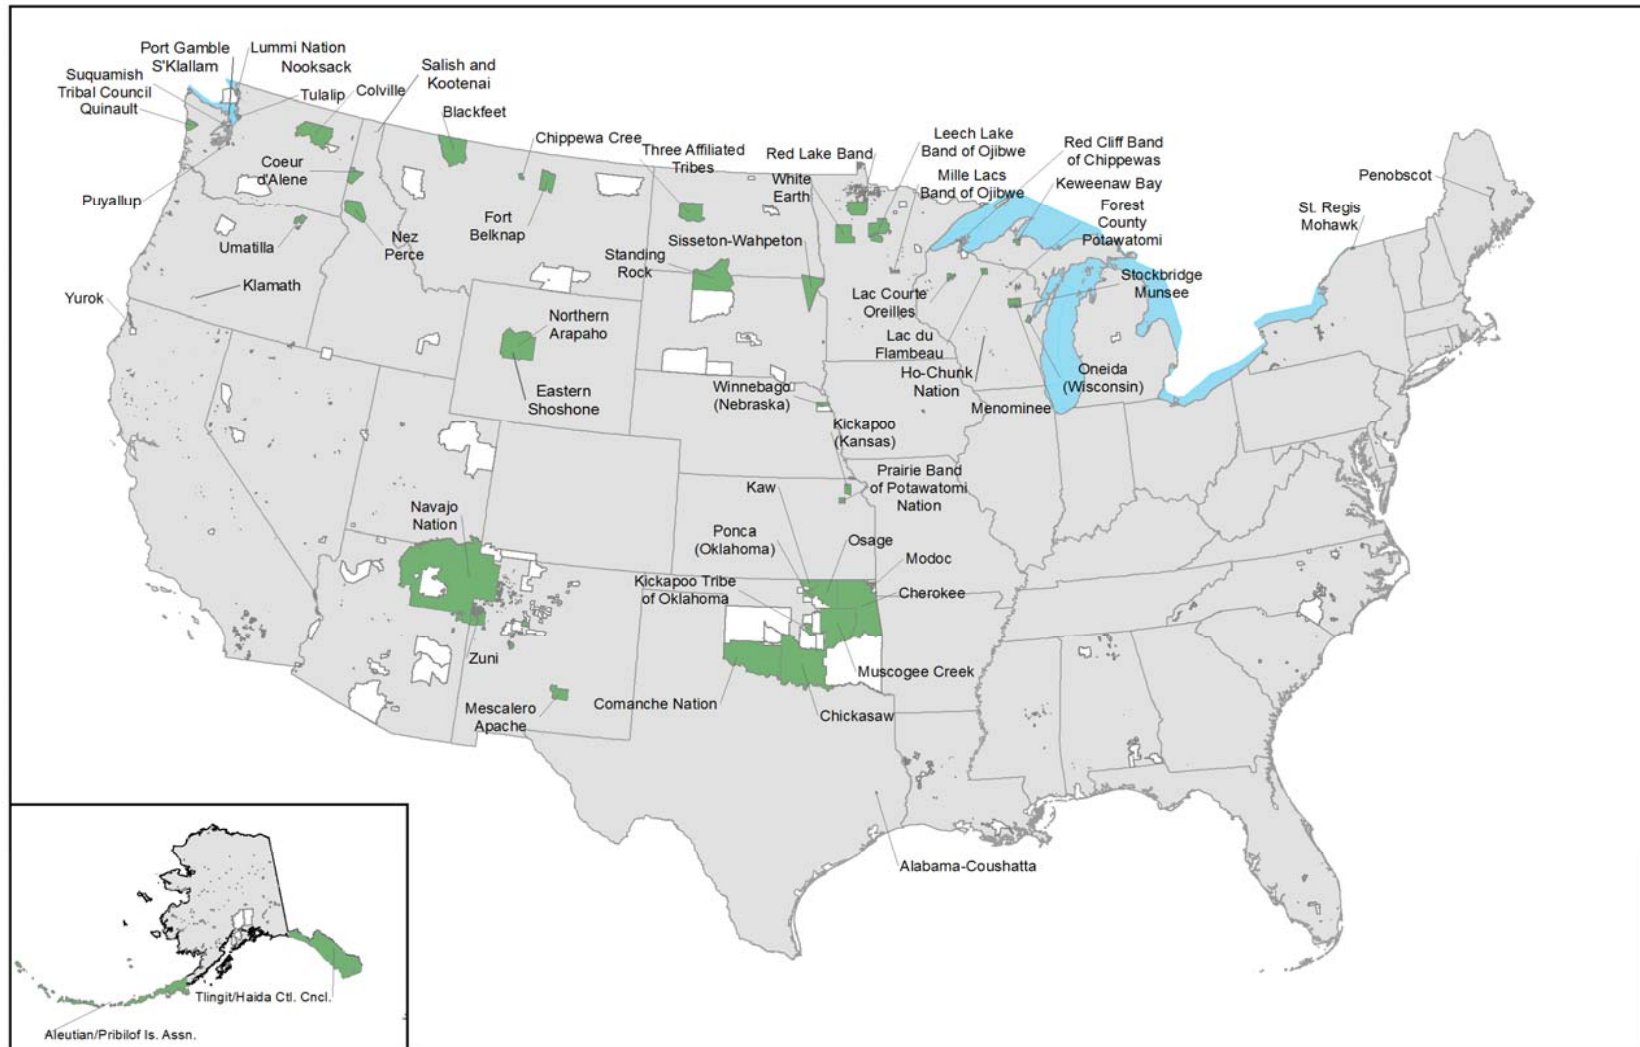 Port Gamble
S'Klallam
Lummi Nation
Nooksack
Suquamish
Tribal Council
Quinault
Tulalip
Colville
Salish and
Kootenai
Blackfeet
Chippewa Cree
Three Affiliated
Tribes
Red Lake Band
White
Earth
Leech Lake
Band of Ojibwe
Mille Lacs
Band of Ojibwe
Red Cliff Band
of Chippewas
Keweenaw Bay
Forest
County
Potawatomi
Penobscot
St. Regis
Mohawk
Coeur
d'Alene
Puyallup
Umatilla
Nez
Perce
Fort
Belknap
Standing
Rock
Sisseton-Wahpeton
Stockbridge
Munsee
Lac Courte
Oreilles
Lac du
Flambeau
Ho-Chunk
Nation
Oneida
(Wisconsin)
Menominee
Yurok
Klamath
Northern
Arapaho
Eastern
Shoshone
Winnebago
(Nebraska)
Kickapoo
(Kansas)
Prairie Band
of Potawatomi
Nation
Kaw
Navajo
Nation
Ponca
(Oklahoma)
Osage
Modoc
Kickapoo Tribe
of Oklahoma
Cherokee
Zuni
Muscogee Creek
Mescalero
Apache
Comanche Nation
Chickasaw
Alabama-Coushatta
Tlingit/Haida Ctl. Cncl.
Aleutian/Pribilof Is. Assn.